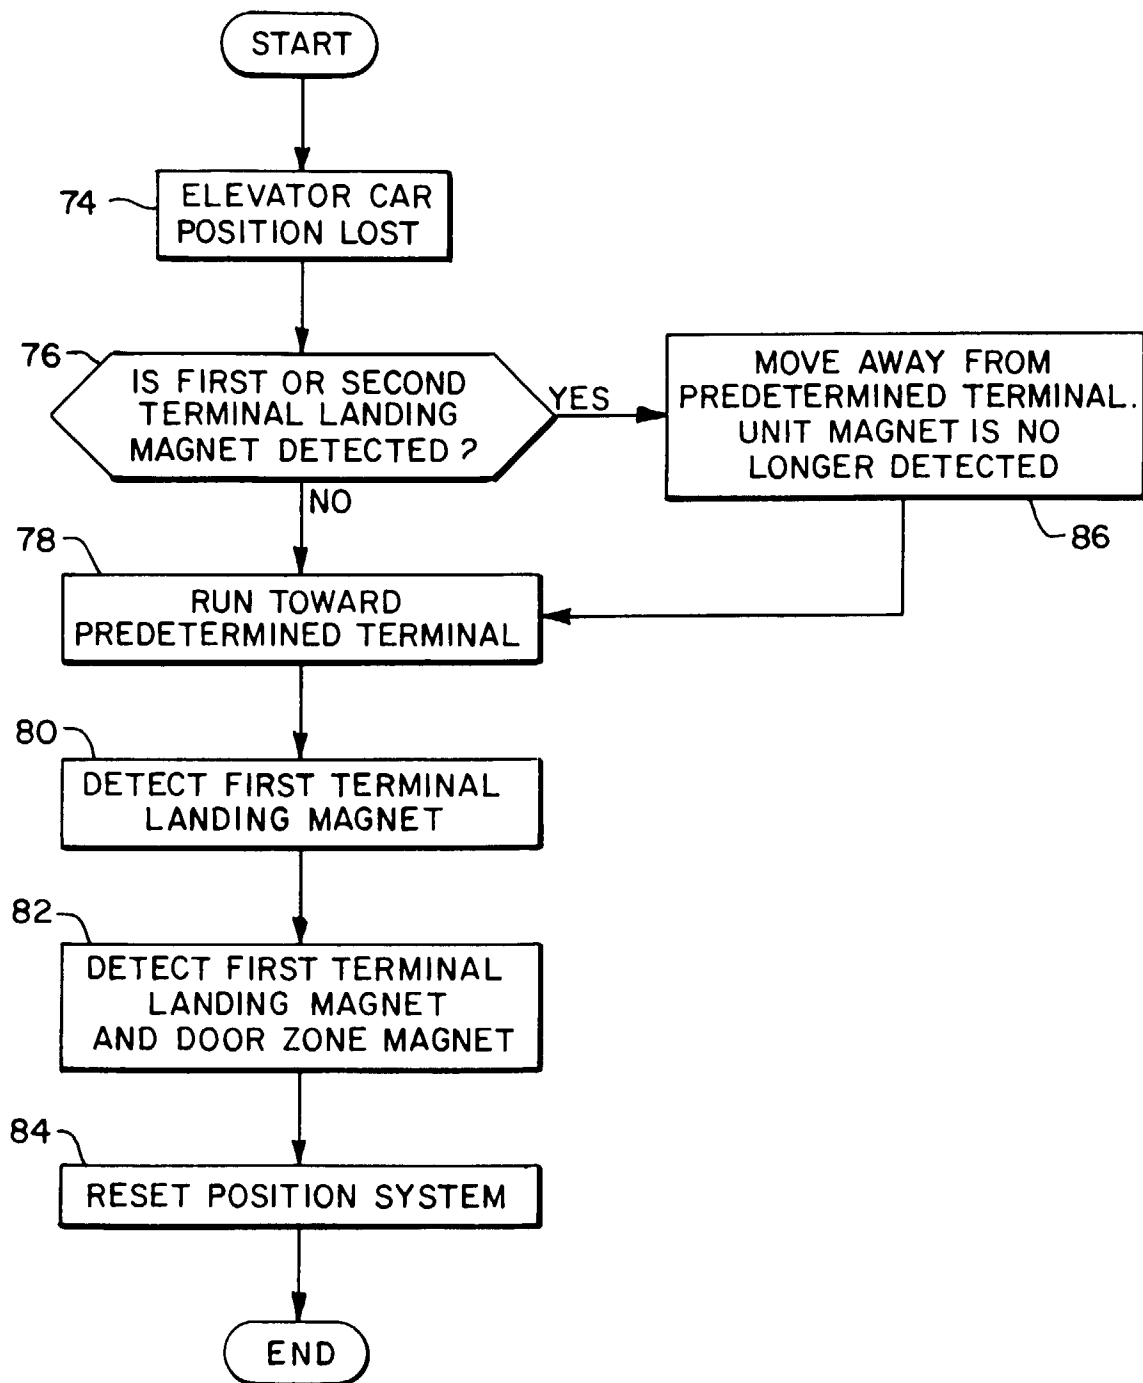 START
74
ELEVATOR CAR
POSITION LOST
76
IS FIRST OR SECOND
TERMINAL LANDING
MAGNET DETECTED ?
YES
MOVE AWAY FROM
PREDETERMINED TERMINAL.
UNIT MAGNET IS NO
LONGER DETECTED
86
NO
78
RUN TOWARD
PREDETERMINED TERMINAL
80
DETECT FIRST TERMINAL
LANDING MAGNET
82
DETECT FIRST TERMINAL
LANDING MAGNET
AND DOOR ZONE MAGNET
84
RESET POSITION SYSTEM
END